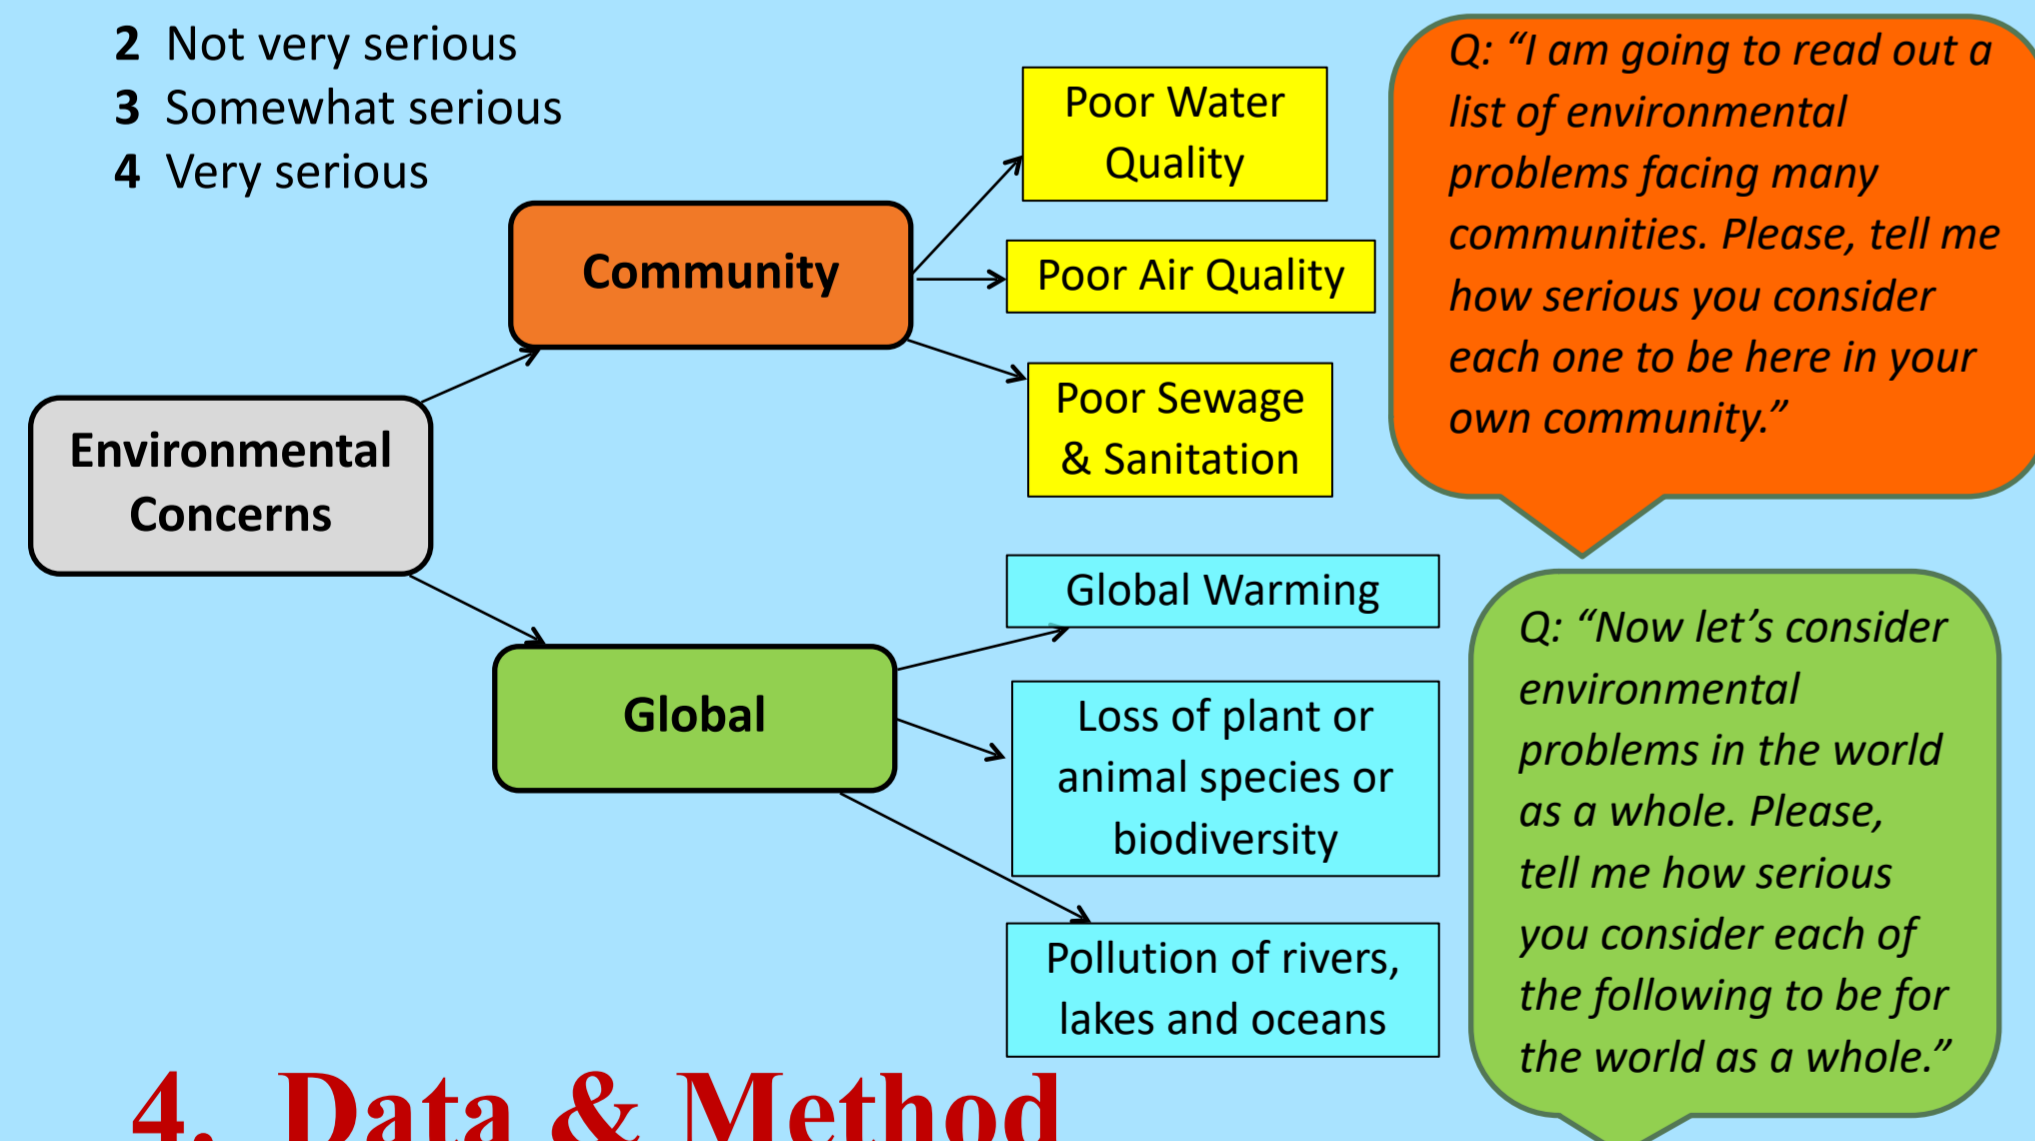 2 Not very serious
3 Somewhat serious
4 Very serious
Environmental
Concerns
Community
Poor Water
Quality
Poor Air Quality
Poor Sewage
& Sanitation
Q: “I am going to read out a
list of environmental
problems facing many
communities. Please, tell me
how serious you consider
each one to be here in your
own community.”
Global
Global Warming
Loss of plant or
animal species or
biodiversity
Pollution of rivers,
lakes and oceans
Q: “Now let’s consider
environmental
problems in the world
as a whole. Please,
tell me how serious
you consider each of
the following to be for
the world as a whole.”
4. Data & Method